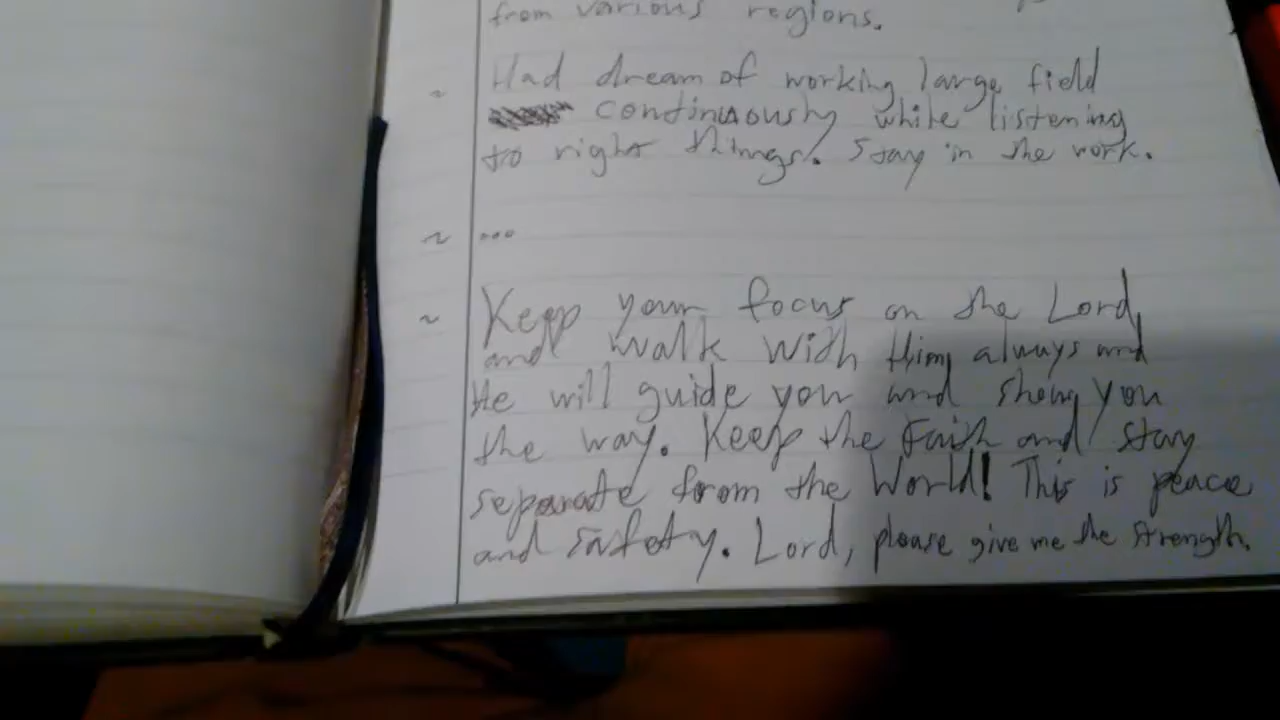 from various regions.
~ Had dream of working large field
continuously while listening
to right things. Stay in the work.
~ ...
~ Keep your focus on the Lord,
and walk with Him always and
He will guide you and show you
the way. Keep the Faith and stay
separate from the World! This is peace
and safety. Lord, please give me the strength.